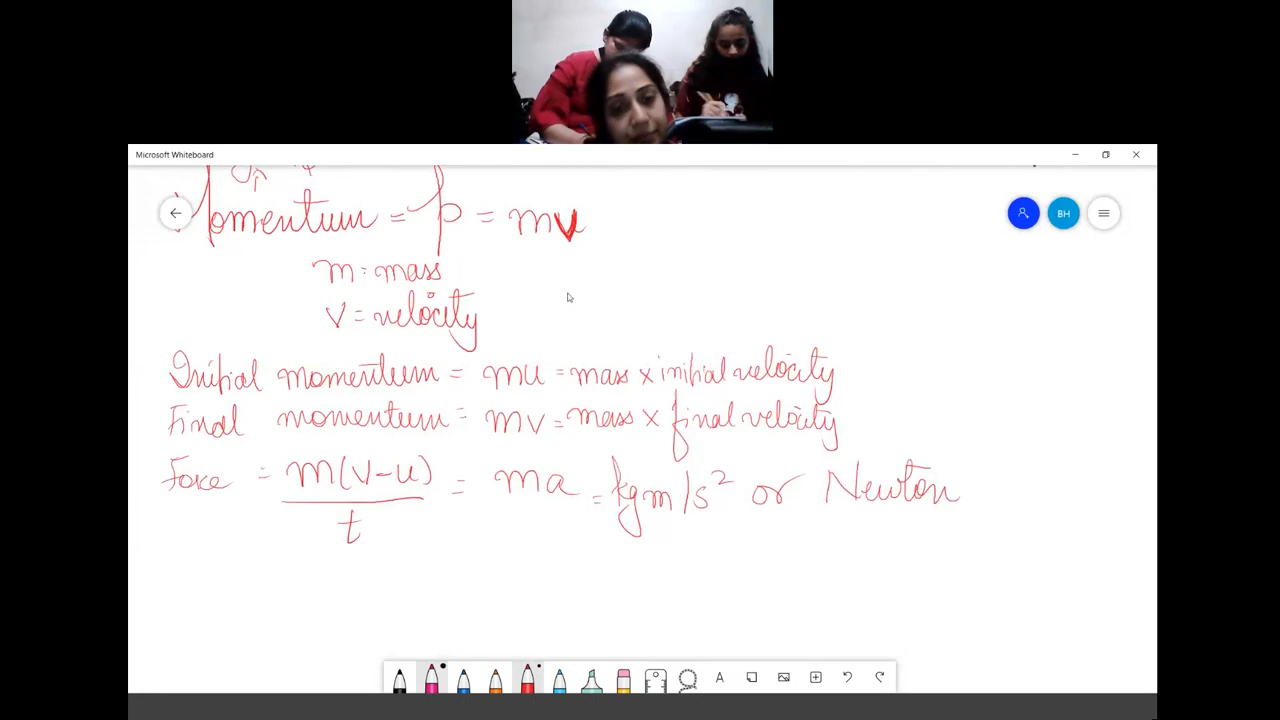 Microsoft Whiteboard
Momentum = p = mv
BH
m = mass
v = velocity
Initial momentum = mu = mass x initial velocity
Final momentum = mv = mass x final velocity
Force = m(v-u)/t = ma = kgm/s² or Newton
A